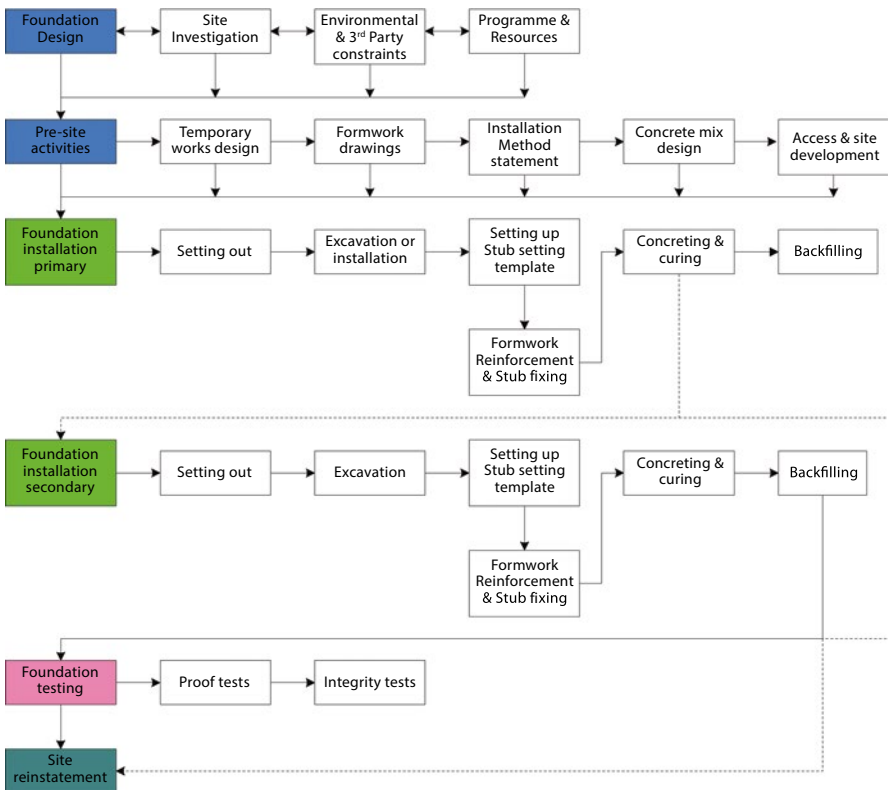 Foundation
Design
Site
Investigation
Environmental
& 3rd Party
constraints
Programme &
Resources
Pre-site
activities
Temporary
works design
Formwork
drawings
Installation
Method
statement
Concrete mix
design
Access & site
development
Foundation
installation
primary
Setting out
Excavation or
installation
Setting up
Stub setting
template
Concreting &
curing
Backfilling
Formwork
Reinforcement
& Stub fixing
Foundation
installation
secondary
Setting out
Excavation
Setting up
Stub setting
template
Concreting &
curing
Backfilling
Formwork
Reinforcement
& Stub fixing
Foundation
testing
Proof tests
Integrity tests
Site
reinstatement